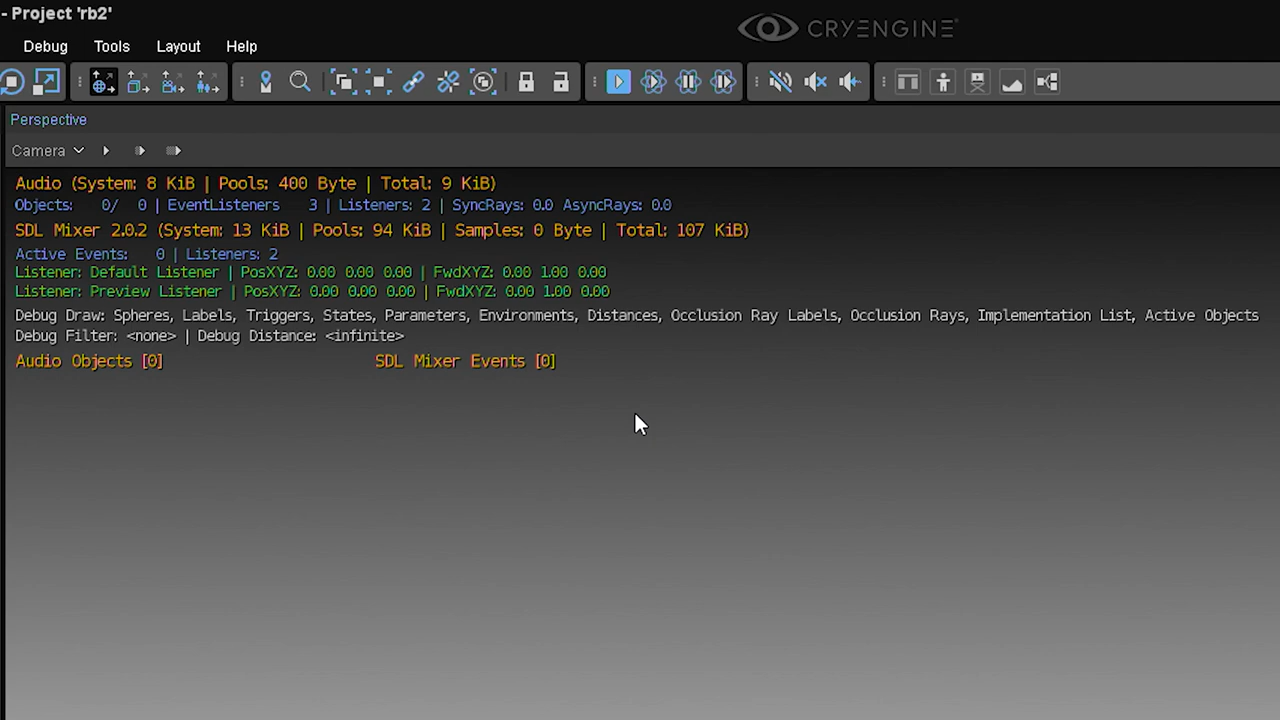 - Project 'rb2'
CRYENGINE
Debug Tools Layout Help
Perspective
Camera
Audio (System: 8 KiB | Pools: 400 Byte | Total: 9 KiB)
Objects: 0/ 0 | EventListeners 3 | Listeners: 2 | SyncRays: 0.0 AsyncRays: 0.0
SDL Mixer 2.0.2 (System: 13 KiB | Pools: 94 KiB | Samples: 0 Byte | Total: 107 KiB)
Active Events: 0 | Listeners: 2
Listener: Default Listener | PosXYZ: 0.00 0.00 0.00 | FwdXYZ: 0.00 1.00 0.00
Listener: Preview Listener | PosXYZ: 0.00 0.00 0.00 | FwdXYZ: 0.00 1.00 0.00
Debug Draw: Spheres, Labels, Triggers, States, Parameters, Environments, Distances, Occlusion Ray Labels, Occlusion Rays, Implementation List, Active Objects
Debug Filter: <none> | Debug Distance: <infinite>
Audio Objects [0] SDL Mixer Events [0]